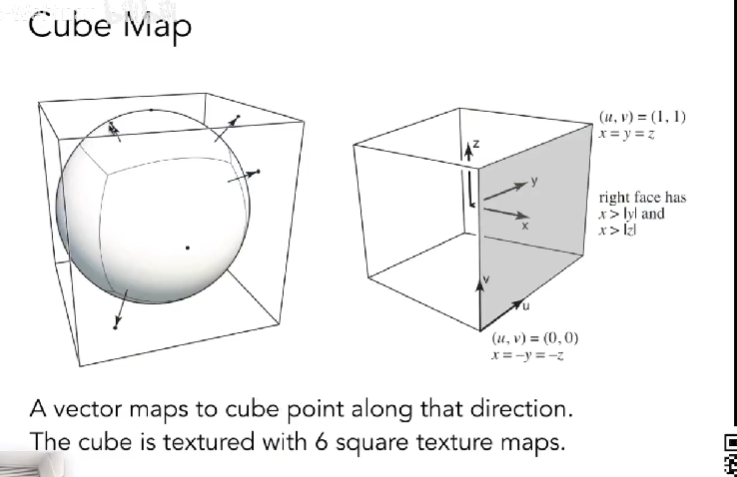 Cube Map
z
y
x
v
u
(u, v) = (1, 1)
x = y = z
right face has
x > |y| and
x > |z|
(u, v) = (0, 0)
x = −y = −z
A vector maps to cube point along that direction.
The cube is textured with 6 square texture maps.